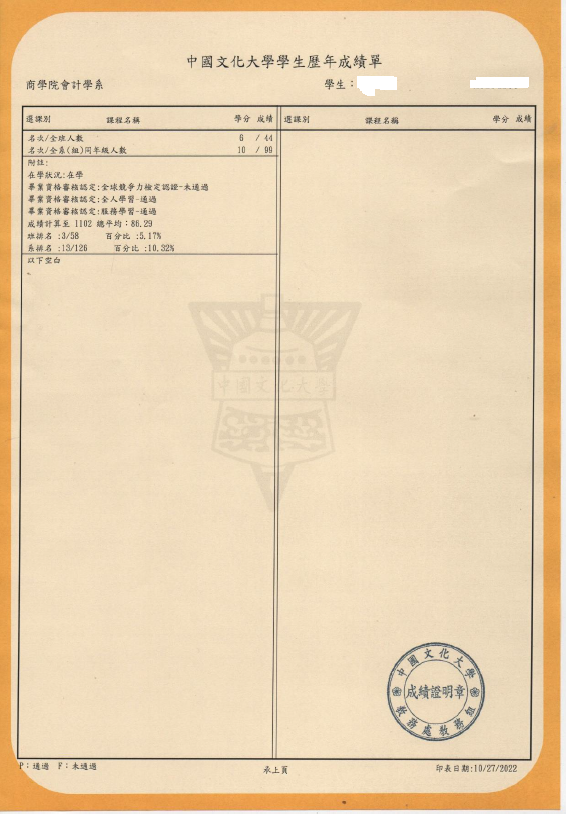 中國文化大學學生歷年成績單
商學院會計學系 學生：
選課別 課程名稱 學分 成績 選課別 課程名稱 學分 成績
名次/全班人數 6 / 44
名次/全系(組)同年級人數 10 / 99
附註:
在學狀況:在學
畢業資格審核認定:全球競爭力檢定認證-未通過
畢業資格審核認定:全人學習-通過
畢業資格審核認定:服務學習-通過
成績計算至 1102 總平均：86.29
班排名 :3/58 百分比 :5.17%
系排名 :13/126 百分比 :10.32%
以下空白
中國文化大學
中國文化大學
成績證明章
教務處教務組
P：通過 F：未通過 承上頁 印表日期:10/27/2022